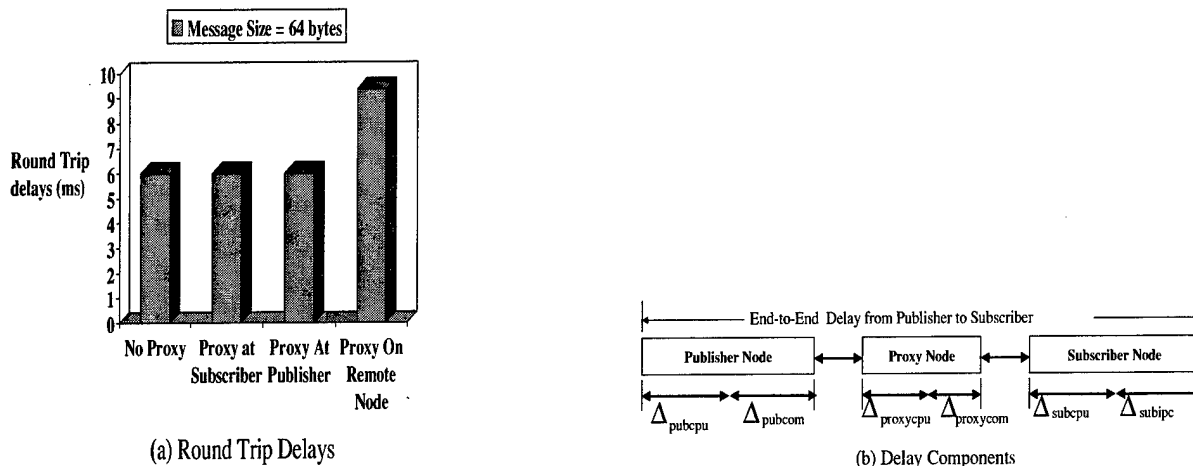 Message Size = 64 bytes
10
9
8
7
6
5
4
3
2
1
0
Round Trip
delays (ms)
No Proxy Proxy at Proxy At Proxy On
Subscriber Publisher Remote
Node
(a) Round Trip Delays
End-to-End Delay from Publisher to Subscriber
Publisher Node Proxy Node Subscriber Node
Δpubcpu Δpubcom Δproxycpu Δproxycom Δsubcpu Δsubipc
(b) Delay Components